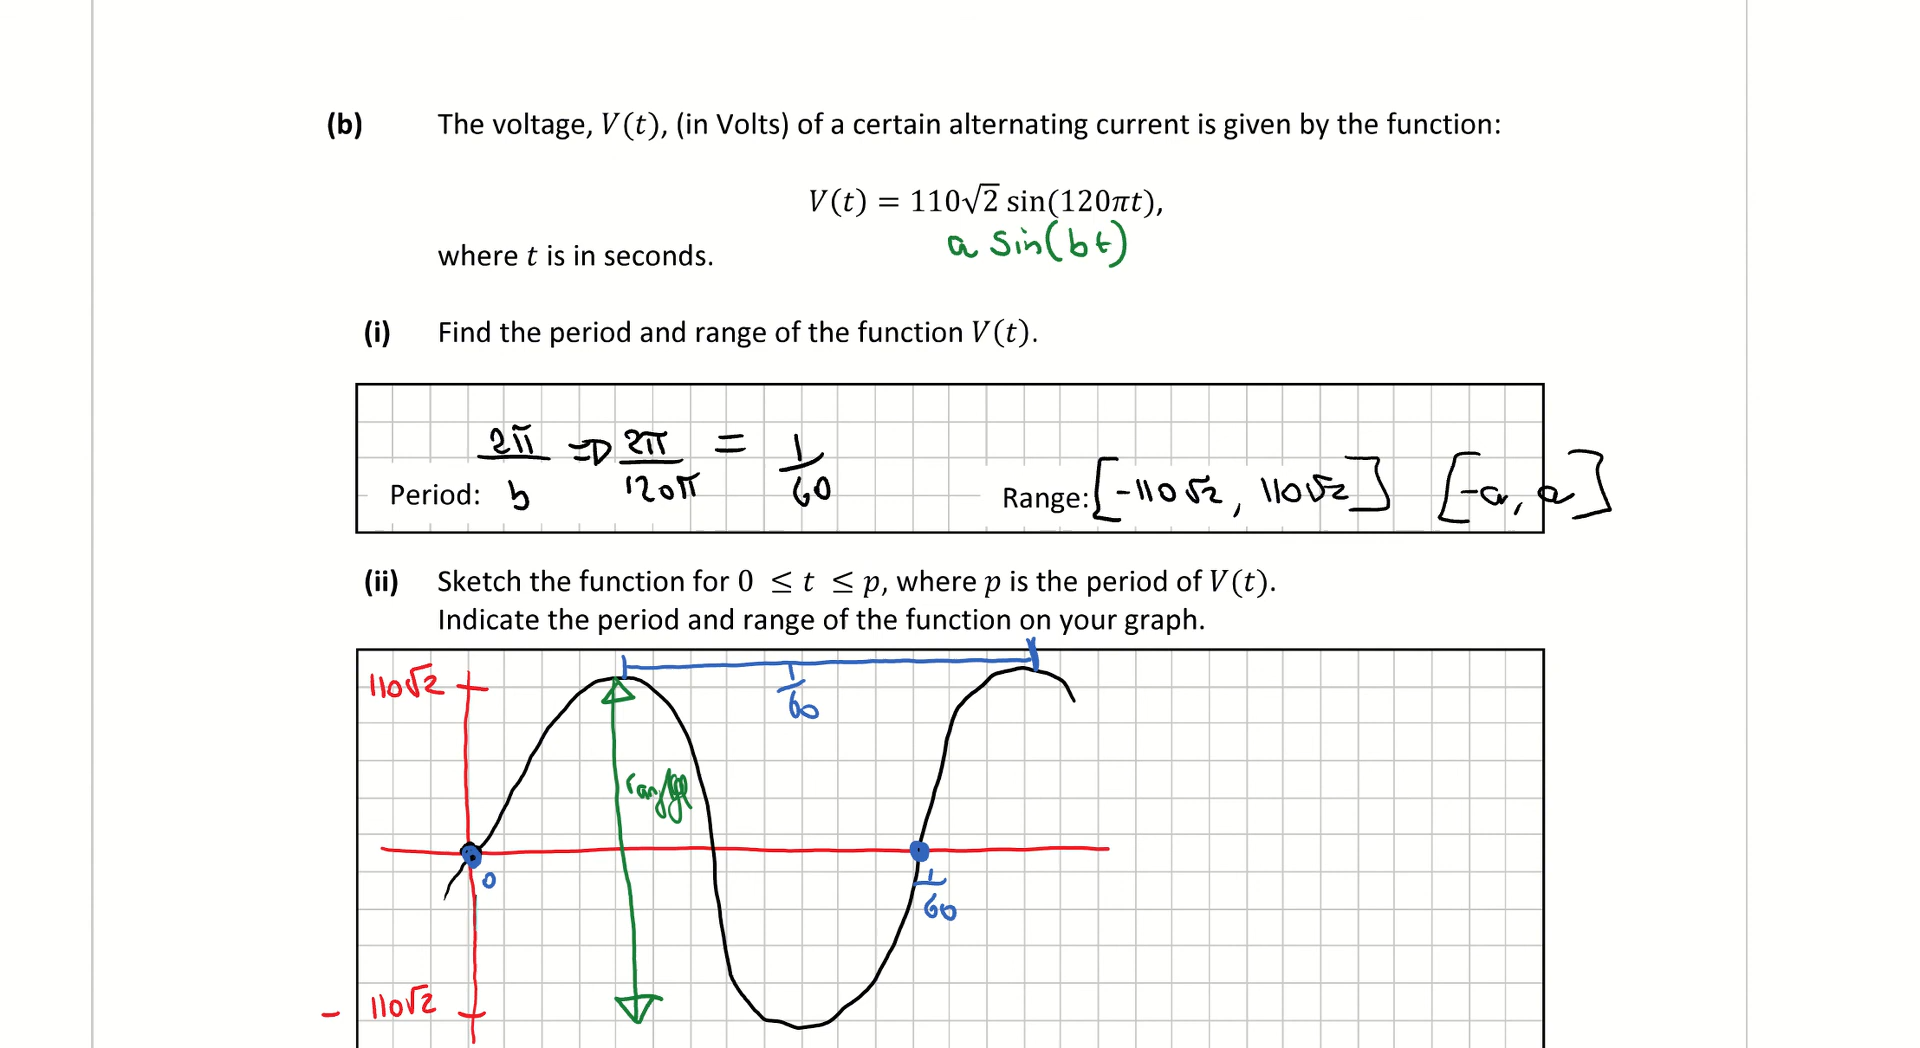 (b) The voltage, V(t), (in Volts) of a certain alternating current is given by the function:
V(t) = 110√2 sin(120πt),
a sin(bt)
where t is in seconds.
(i) Find the period and range of the function V(t).
Period: 2π/b ⇒ 2π/120π = 1/60 Range: [-110√2, 110√2] [-a, a]
(ii) Sketch the function for 0 ≤ t ≤ p, where p is the period of V(t).
Indicate the period and range of the function on your graph.
110√2
1/60
range
0
1/60
- 110√2